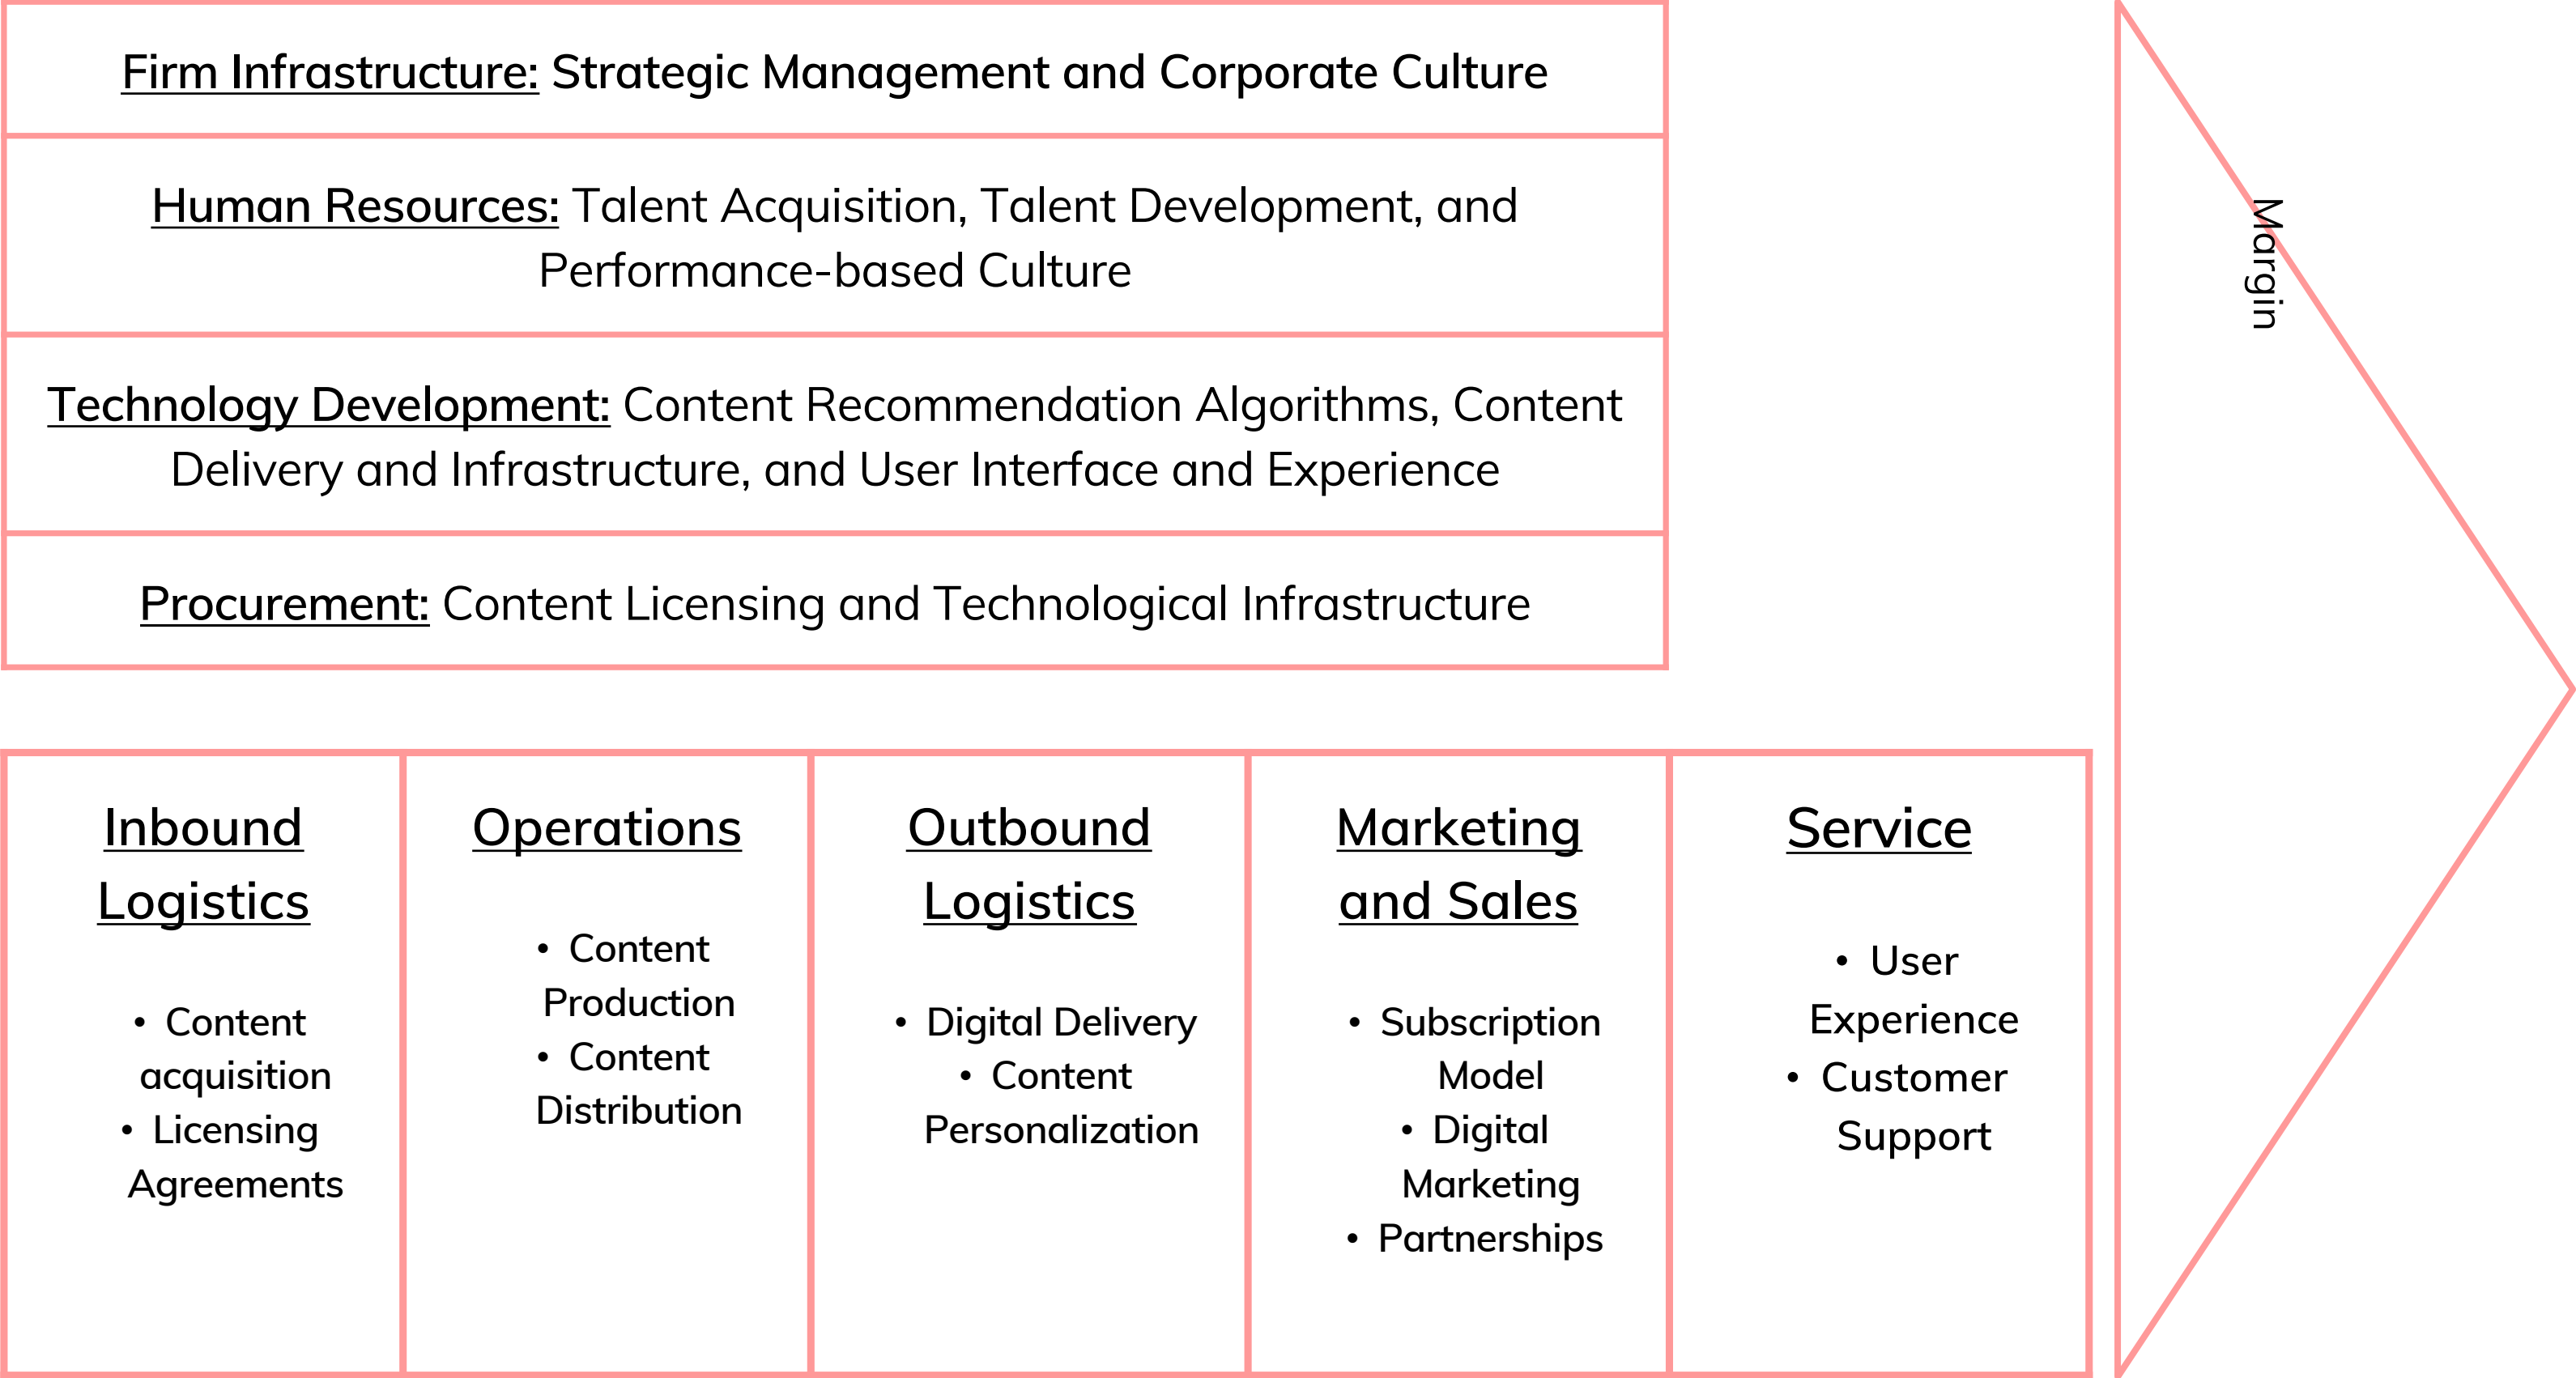 Firm Infrastructure: Strategic Management and Corporate Culture
Human Resources: Talent Acquisition, Talent Development, and
Performance-based Culture
Technology Development: Content Recommendation Algorithms, Content
Delivery and Infrastructure, and User Interface and Experience
Procurement: Content Licensing and Technological Infrastructure
Margin
Inbound
Logistics
• Content
acquisition
• Licensing
Agreements
Operations
• Content
Production
• Content
Distribution
Outbound
Logistics
• Digital Delivery
• Content
Personalization
Marketing
and Sales
• Subscription
Model
• Digital
Marketing
• Partnerships
Service
• User
Experience
• Customer
Support